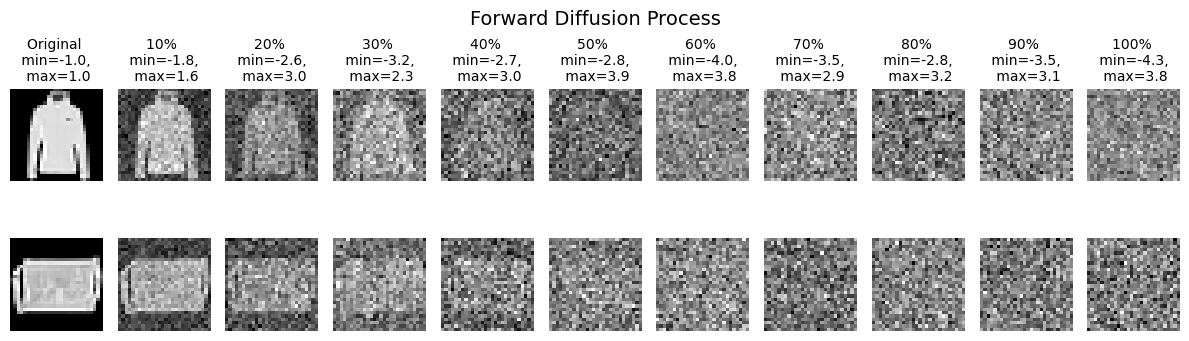 Forward Diffusion Process
Original
min=-1.0,
max=1.0
10%
min=-1.8,
max=1.6
20%
min=-2.6,
max=3.0
30%
min=-3.2,
max=2.3
40%
min=-2.7,
max=3.0
50%
min=-2.8,
max=3.9
60%
min=-4.0,
max=3.8
70%
min=-3.5,
max=2.9
80%
min=-2.8,
max=3.2
90%
min=-3.5,
max=3.1
100%
min=-4.3,
max=3.8